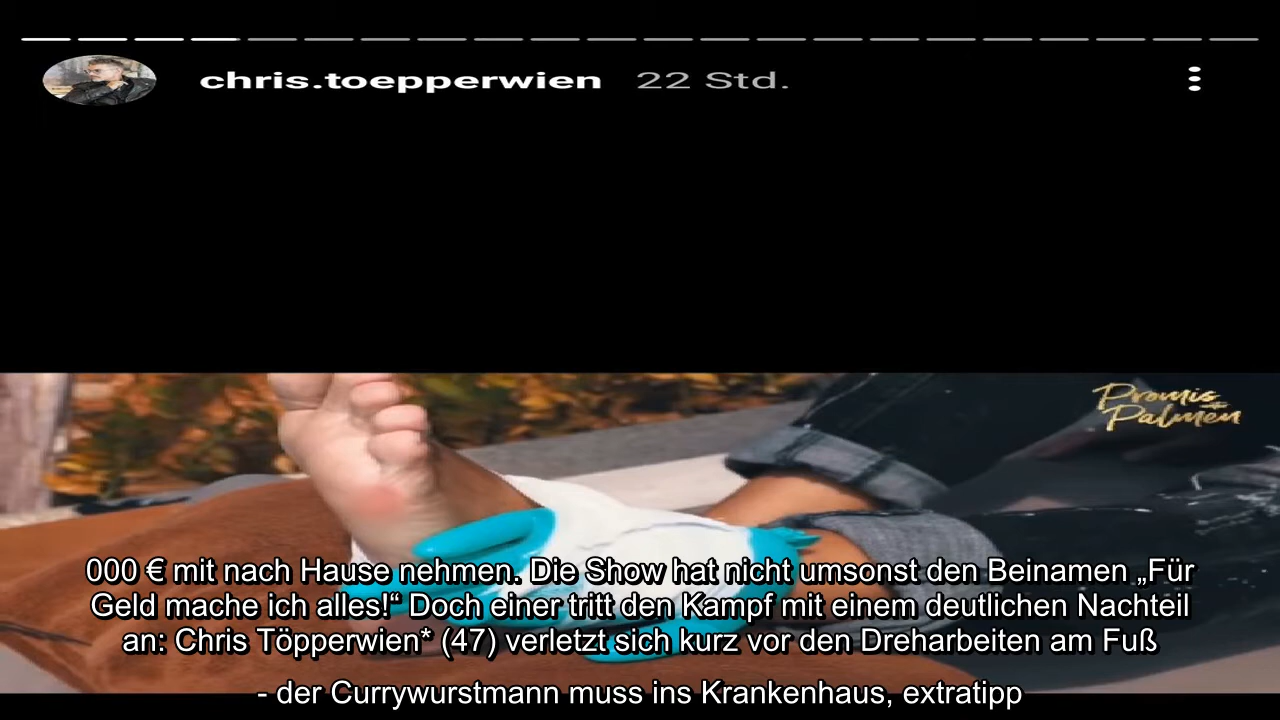 chris.toepperwien 22 Std.
Promis
Palmen
000 € mit nach Hause nehmen. Die Show hat nicht umsonst den Beinamen „Für
Geld mache ich alles!“ Doch einer tritt den Kampf mit einem deutlichen Nachteil
an: Chris Töpperwien* (47) verletzt sich kurz vor den Dreharbeiten am Fuß
- der Currywurstmann muss ins Krankenhaus, extratipp